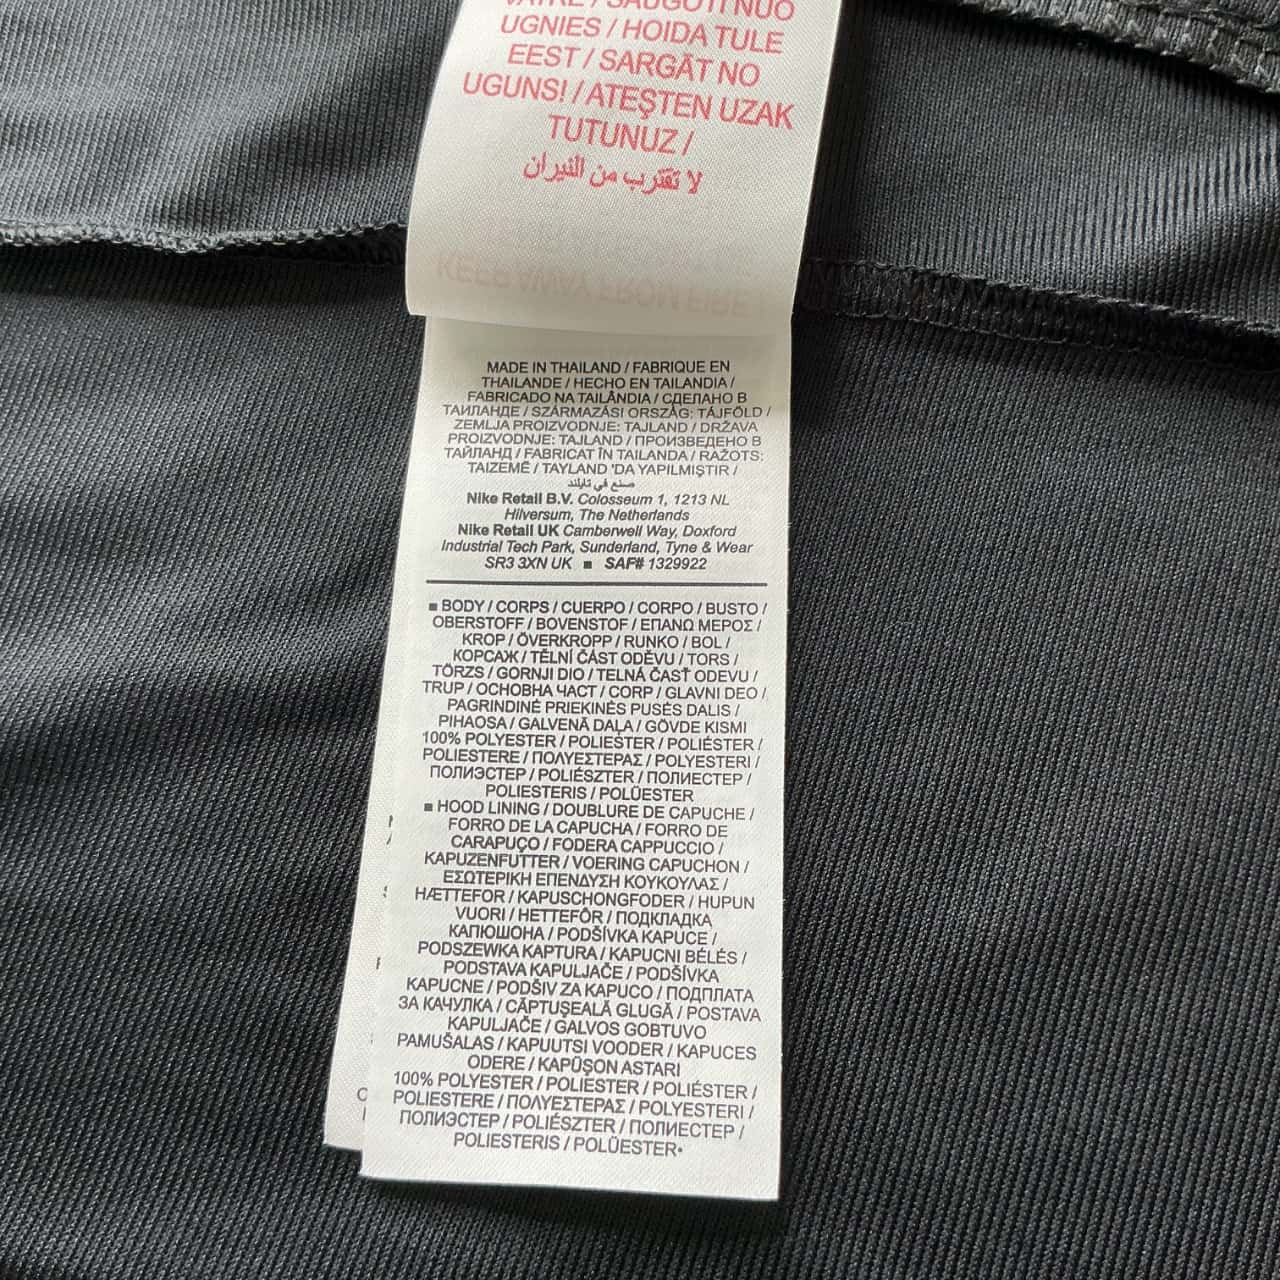 VATRE / SAUGOTI NUO
UGNIES / HOIDA TULE
EEST / SARGĀT NO
UGUNS! / ATEŞTEN UZAK
TUTUNUZ /
لا تقترب من النيران
KEEP AWAY FROM FIRE
MADE IN THAILAND / FABRIQUE EN
THAILANDE / HECHO EN TAILANDIA /
FABRICADO NA TAILÂNDIA / СДЕЛАНО В
ТАИЛАНДЕ / SZÁRMAZÁSI ORSZÁG: TÁJFÖLD /
ZEMLJA PROIZVODNJE: TAJLAND / DRŽAVA
PROIZVODNJE: TAJLAND / ПРОИЗВЕДЕНО В
ТАЙЛАНД / FABRICAT ÎN TAILANDA / RAŽOTS:
TAIZEMĒ / TAYLAND 'DA YAPILMIŞTIR /
صنع في تايلند
Nike Retail B.V. Colosseum 1, 1213 NL
Hilversum, The Netherlands
Nike Retail UK Camberwell Way, Doxford
Industrial Tech Park, Sunderland, Tyne & Wear
SR3 3XN UK ■ SAF# 1329922
■ BODY / CORPS / CUERPO / CORPO / BUSTO /
OBERSTOFF / BOVENSTOF / ΕΠΑΝΩ ΜΕΡΟΣ /
KROP / ÖVERKROPP / RUNKO / BOL /
КОРСАЖ / TĚLNÍ ČÁST ODĚVU / TORS /
TÖRZS / GORNJI DIO / TELNÁ ČASŤ ODEVU /
TRUP / ОСНОВНА ЧАСТ / CORP / GLAVNI DEO /
PAGRINDINĖ PRIEKINĖS PUSĖS DALIS /
PIHAOSA / GALVENĀ DAĻA / GÖVDE KISMI
100% POLYESTER / POLIESTER / POLIÉSTER /
POLIESTERE / ΠΟΛΥΕΣΤΕΡΑΣ / POLYESTERI /
ПОЛИЭСТЕР / POLIÉSZTER / ПОЛИЕСТЕР /
POLIESTERIS / POLÜESTER
■ HOOD LINING / DOUBLURE DE CAPUCHE /
FORRO DE LA CAPUCHA / FORRO DE
CARAPUÇO / FODERA CAPPUCCIO /
KAPUZENFUTTER / VOERING CAPUCHON /
ΕΣΩΤΕΡΙΚΗ ΕΠΕΝΔΥΣΗ ΚΟΥΚΟΥΛΑΣ /
HÆTTEFOR / KAPUSCHONGFODER / HUPUN
VUORI / HETTEFÔR / ПОДКЛАДКА
КАПЮШОНА / PODŠÍVKA KAPUCE /
PODSZEWKA KAPTURA / KAPUCNI BÉLÉS /
PODSTAVA KAPULJAČE / PODŠÍVKA
KAPUCNE / PODŠIV ZA KAPUCO / ПОДПЛАТА
ЗА КАЧУЛКА / CĂPTUŞEALĂ GLUGĂ / POSTAVA
KAPULJAČE / GALVOS GOBTUVO
PAMUŠALAS / KAPUUTSI VOODER / KAPUCES
ODERE / KAPŪŞON ASTARI
100% POLYESTER / POLIESTER / POLIÉSTER /
POLIESTERE / ΠΟΛΥΕΣΤΕΡΑΣ / POLYESTERI /
ПОЛИЭСТЕР / POLIÉSZTER / ПОЛИЕСТЕР /
POLIESTERIS / POLÜESTER•